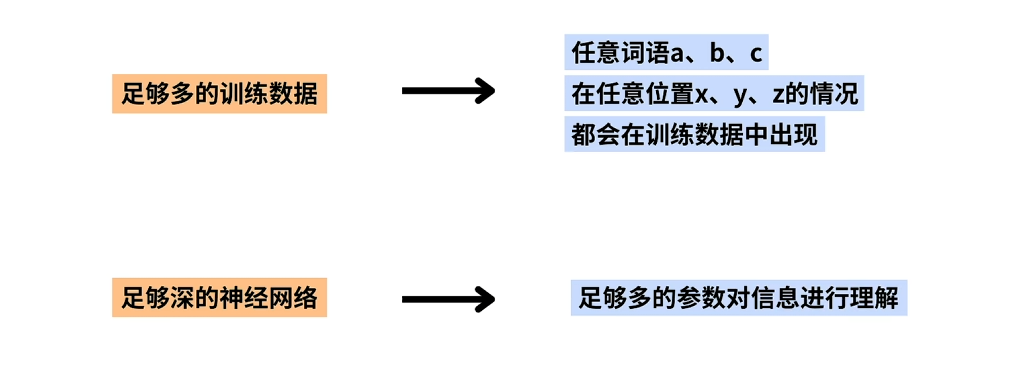 足够多的训练数据
任意词语a、b、c
在任意位置x、y、z的情况
都会在训练数据中出现
足够深的神经网络
足够多的参数对信息进行理解